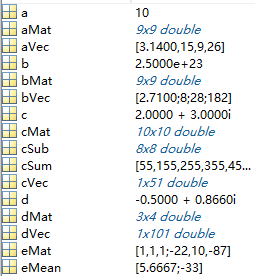 a 10
aMat 9x9 double
aVec [3.1400,15,9,26]
b 2.5000e+23
bMat 9x9 double
bVec [2.7100;8;28;182]
c 2.0000 + 3.0000i
cMat 10x10 double
cSub 8x8 double
cSum [55,155,255,355,45...
cVec 1x51 double
d -0.5000 + 0.8660i
dMat 3x4 double
dVec 1x101 double
eMat [1,1,1;-22,10,-87]
eMean [5.6667;-33]